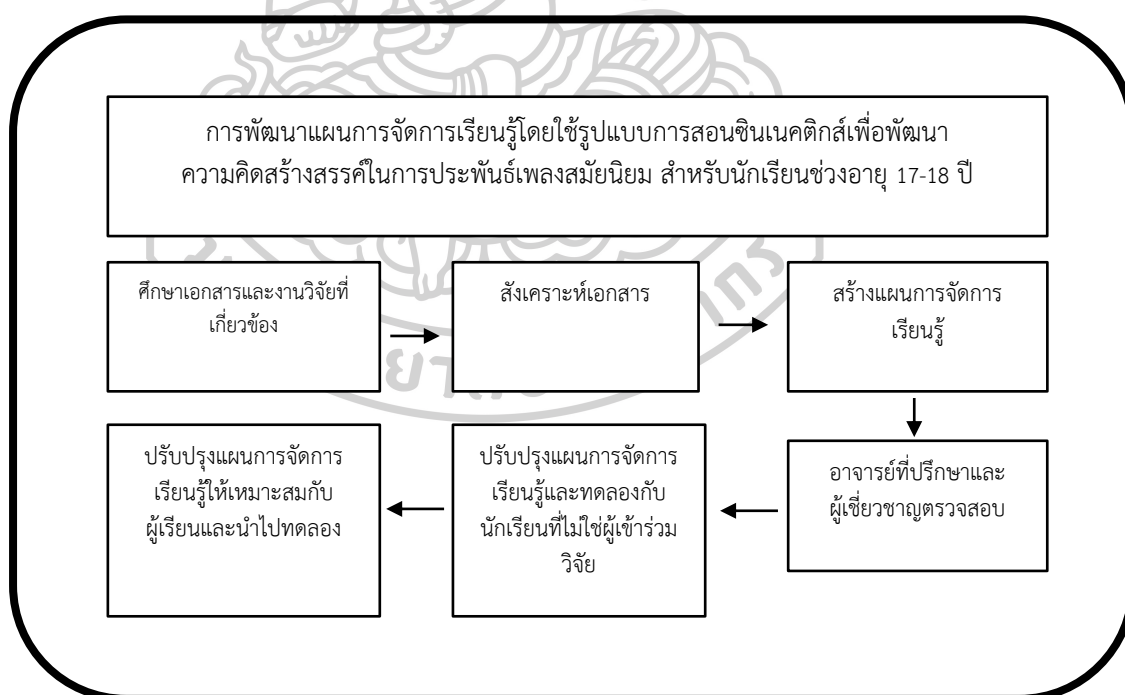 การพัฒนาแผนการจัดการเรียนรู้โดยใช้รูปแบบการสอนซินเนคติกส์เพื่อพัฒนา
ความคิดสร้างสรรค์ในการประพันธ์เพลงสมัยนิยม สำหรับนักเรียนช่วงอายุ 17-18 ปี
ศึกษาเอกสารและงานวิจัยที่
เกี่ยวข้อง
สังเคราะห์เอกสาร
สร้างแผนการจัดการ
เรียนรู้
อาจารย์ที่ปรึกษาและ
ผู้เชี่ยวชาญตรวจสอบ
ปรับปรุงแผนการจัดการ
เรียนรู้และทดลองกับ
นักเรียนที่ไม่ใช่ผู้เข้าร่วม
วิจัย
ปรับปรุงแผนการจัดการ
เรียนรู้ให้เหมาะสมกับ
ผู้เรียนและนำไปทดลอง